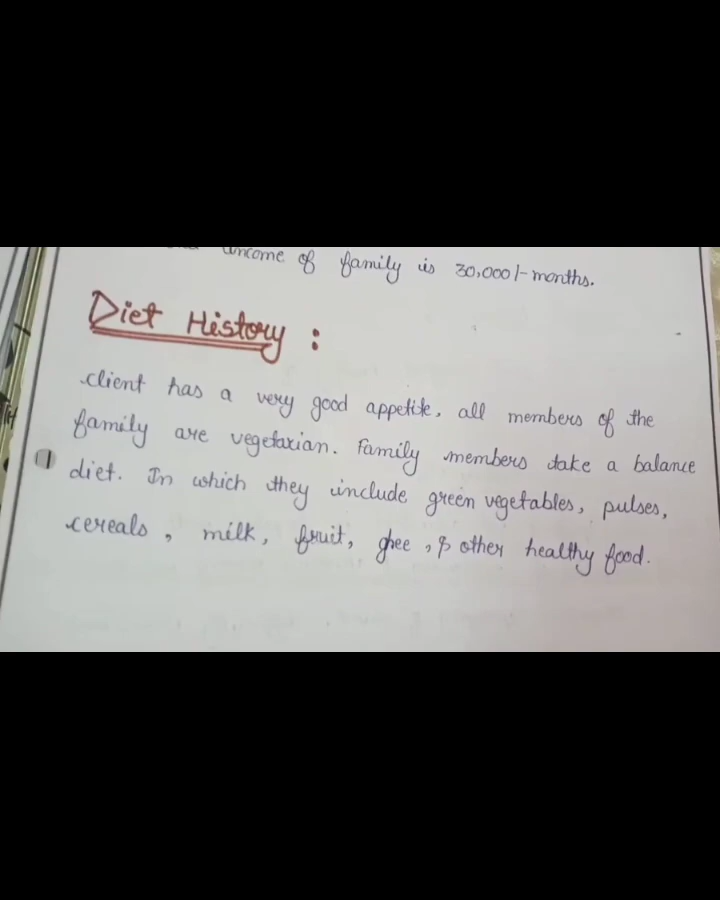 income of family is 30,000/- months.
Diet History :
client has a very good appetite, all members of the
family are vegetarian. Family members take a balance
diet. In which they include green vegetables, pulses,
cereals, milk, fruit, ghee, & other healthy food.